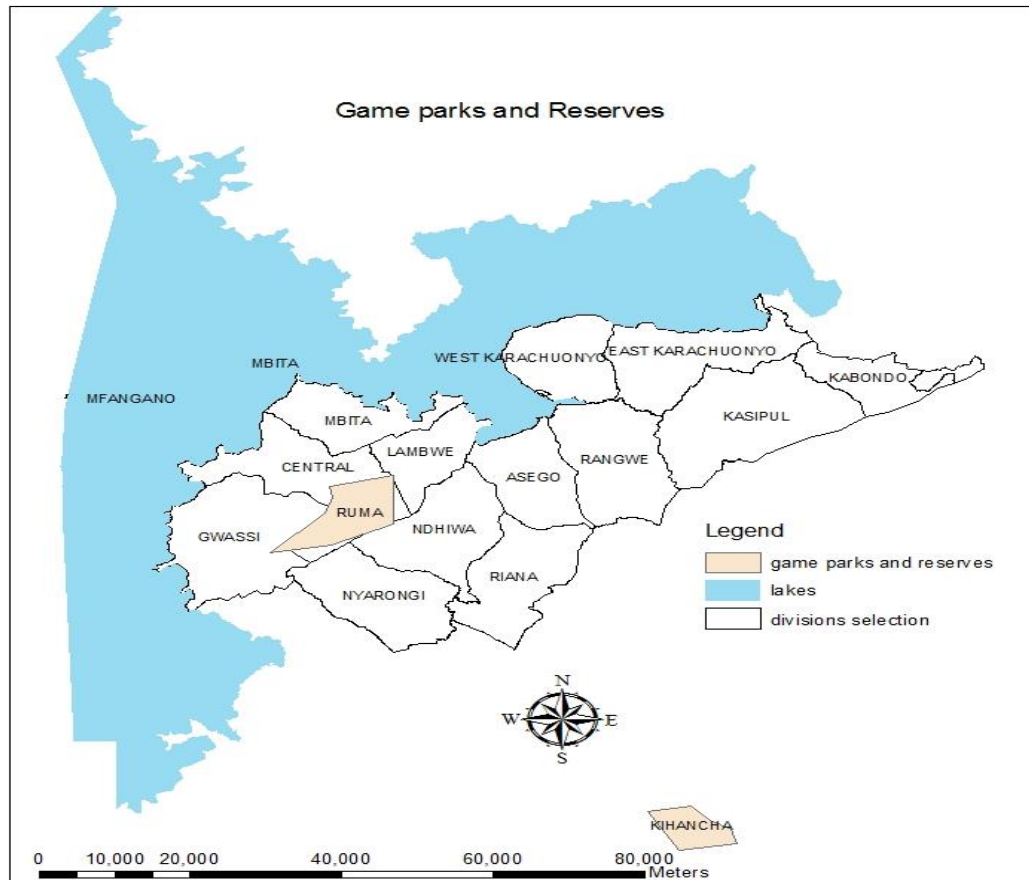 Game parks and Reserves
MBITA
WEST KARACHUONYO
EAST KARACHUONYO
KABONDO
MFANGANO
MBITA
KASIPUL
LAMBWE
CENTRAL
RANGWE
ASEGO
RUMA
NDHIWA
GWASSI
RIANA
NYARONGI
Legend
game parks and reserves
lakes
divisions selection
N
W E
S
KIHANCHA
0 10,000 20,000 40,000 60,000 80,000
Meters